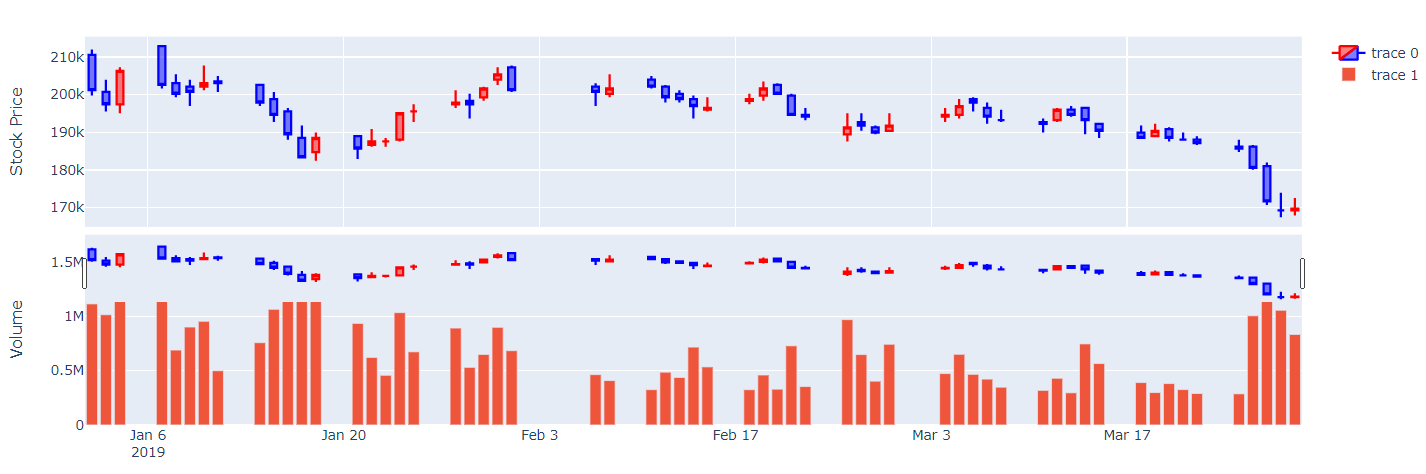 210k
200k
190k
180k
170k
Stock Price
trace 0
trace 1
1.5M
1M
0.5M
0
Volume
Jan 6
2019
Jan 20
Feb 3
Feb 17
Mar 3
Mar 17